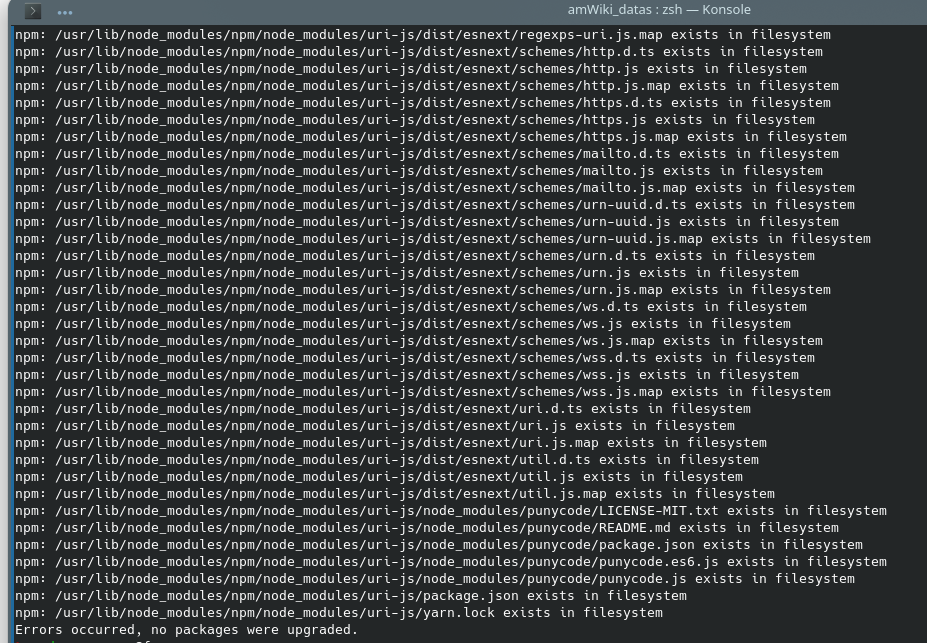 amWiki_datas : zsh — Konsole
npm: /usr/lib/node_modules/npm/node_modules/uri-js/dist/esnext/regexps-uri.js.map exists in filesystem
npm: /usr/lib/node_modules/npm/node_modules/uri-js/dist/esnext/schemes/http.d.ts exists in filesystem
npm: /usr/lib/node_modules/npm/node_modules/uri-js/dist/esnext/schemes/http.js exists in filesystem
npm: /usr/lib/node_modules/npm/node_modules/uri-js/dist/esnext/schemes/http.js.map exists in filesystem
npm: /usr/lib/node_modules/npm/node_modules/uri-js/dist/esnext/schemes/https.d.ts exists in filesystem
npm: /usr/lib/node_modules/npm/node_modules/uri-js/dist/esnext/schemes/https.js exists in filesystem
npm: /usr/lib/node_modules/npm/node_modules/uri-js/dist/esnext/schemes/https.js.map exists in filesystem
npm: /usr/lib/node_modules/npm/node_modules/uri-js/dist/esnext/schemes/mailto.d.ts exists in filesystem
npm: /usr/lib/node_modules/npm/node_modules/uri-js/dist/esnext/schemes/mailto.js exists in filesystem
npm: /usr/lib/node_modules/npm/node_modules/uri-js/dist/esnext/schemes/mailto.js.map exists in filesystem
npm: /usr/lib/node_modules/npm/node_modules/uri-js/dist/esnext/schemes/urn-uuid.d.ts exists in filesystem
npm: /usr/lib/node_modules/npm/node_modules/uri-js/dist/esnext/schemes/urn-uuid.js exists in filesystem
npm: /usr/lib/node_modules/npm/node_modules/uri-js/dist/esnext/schemes/urn-uuid.js.map exists in filesystem
npm: /usr/lib/node_modules/npm/node_modules/uri-js/dist/esnext/schemes/urn.d.ts exists in filesystem
npm: /usr/lib/node_modules/npm/node_modules/uri-js/dist/esnext/schemes/urn.js exists in filesystem
npm: /usr/lib/node_modules/npm/node_modules/uri-js/dist/esnext/schemes/urn.js.map exists in filesystem
npm: /usr/lib/node_modules/npm/node_modules/uri-js/dist/esnext/schemes/ws.d.ts exists in filesystem
npm: /usr/lib/node_modules/npm/node_modules/uri-js/dist/esnext/schemes/ws.js exists in filesystem
npm: /usr/lib/node_modules/npm/node_modules/uri-js/dist/esnext/schemes/ws.js.map exists in filesystem
npm: /usr/lib/node_modules/npm/node_modules/uri-js/dist/esnext/schemes/wss.d.ts exists in filesystem
npm: /usr/lib/node_modules/npm/node_modules/uri-js/dist/esnext/schemes/wss.js exists in filesystem
npm: /usr/lib/node_modules/npm/node_modules/uri-js/dist/esnext/schemes/wss.js.map exists in filesystem
npm: /usr/lib/node_modules/npm/node_modules/uri-js/dist/esnext/uri.d.ts exists in filesystem
npm: /usr/lib/node_modules/npm/node_modules/uri-js/dist/esnext/uri.js exists in filesystem
npm: /usr/lib/node_modules/npm/node_modules/uri-js/dist/esnext/uri.js.map exists in filesystem
npm: /usr/lib/node_modules/npm/node_modules/uri-js/dist/esnext/util.d.ts exists in filesystem
npm: /usr/lib/node_modules/npm/node_modules/uri-js/dist/esnext/util.js exists in filesystem
npm: /usr/lib/node_modules/npm/node_modules/uri-js/dist/esnext/util.js.map exists in filesystem
npm: /usr/lib/node_modules/npm/node_modules/uri-js/node_modules/punycode/LICENSE-MIT.txt exists in filesystem
npm: /usr/lib/node_modules/npm/node_modules/uri-js/node_modules/punycode/README.md exists in filesystem
npm: /usr/lib/node_modules/npm/node_modules/uri-js/node_modules/punycode/package.json exists in filesystem
npm: /usr/lib/node_modules/npm/node_modules/uri-js/node_modules/punycode/punycode.es6.js exists in filesystem
npm: /usr/lib/node_modules/npm/node_modules/uri-js/node_modules/punycode/punycode.js exists in filesystem
npm: /usr/lib/node_modules/npm/node_modules/uri-js/package.json exists in filesystem
npm: /usr/lib/node_modules/npm/node_modules/uri-js/yarn.lock exists in filesystem
Errors occurred, no packages were upgraded.